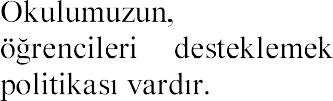 Okulumuzun,
öğrencileri desteklemek
politikası vardır.